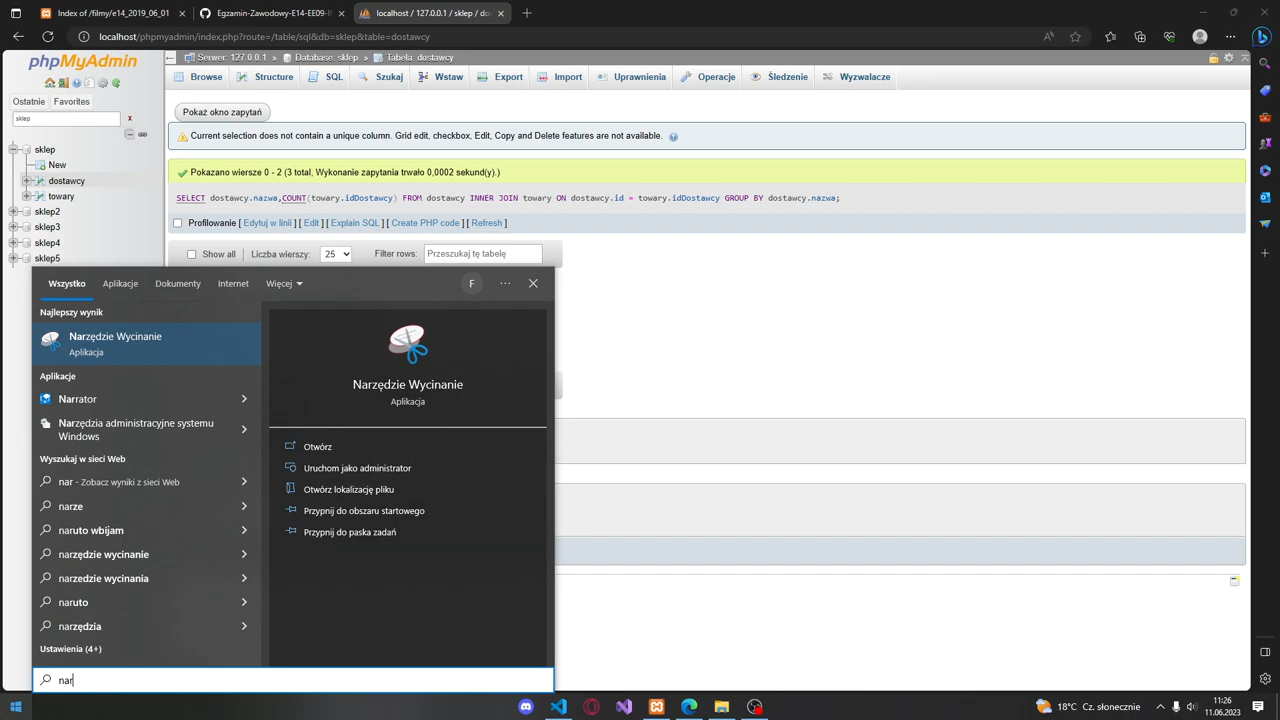 Index of /filmy/e14_2019_06_01
Egzamin-Zawodowy-E14-EE09-I
localhost / 127.0.0.1 / sklep / do
localhost/phpmyadmin/index.php?route=/table/sql&db=sklep&table=dostawcy
phpMyAdmin
Ostatnie
Favorites
sklep
x
sklep
New
dostawcy
towary
sklep2
sklep3
sklep4
sklep5
Serwer: 127.0.0.1 » Database: sklep » Tabela: dostawcy
Browse
Structure
SQL
Szukaj
Wstaw
Export
Import
Uprawnienia
Operacje
Śledzenie
Wyzwalacze
Pokaż okno zapytań
Current selection does not contain a unique column. Grid edit, checkbox, Edit, Copy and Delete features are not available.
Pokazano wiersze 0 - 2 (3 total, Wykonanie zapytania trwało 0,0002 sekund(y).)
SELECT dostawcy.nazwa,COUNT(towary.idDostawcy) FROM dostawcy INNER JOIN towary ON dostawcy.id = towary.idDostawcy GROUP BY dostawcy.nazwa;
Profilowanie [ Edytuj w linii ] [ Edit ] [ Explain SQL ] [ Create PHP code ] [ Refresh ]
Show all
Liczba wierszy:
25
Filter rows:
Przeszukaj tę tabelę
Wszystko
Aplikacje
Dokumenty
Internet
Więcej
F
Najlepszy wynik
Narzędzie Wycinanie
Aplikacja
Aplikacje
Narrator
Narzędzia administracyjne systemu
Windows
Wyszukaj w sieci Web
nar - Zobacz wyniki z sieci Web
narze
naruto wbijam
narzędzie wycinanie
narzedzie wycinania
naruto
narzędzia
Ustawienia (4+)
Narzędzie Wycinanie
Aplikacja
Otwórz
Uruchom jako administrator
Otwórz lokalizację pliku
Przypnij do obszaru startowego
Przypnij do paska zadań
nar
18°C Cz. słonecznie
11:26
11.06.2023